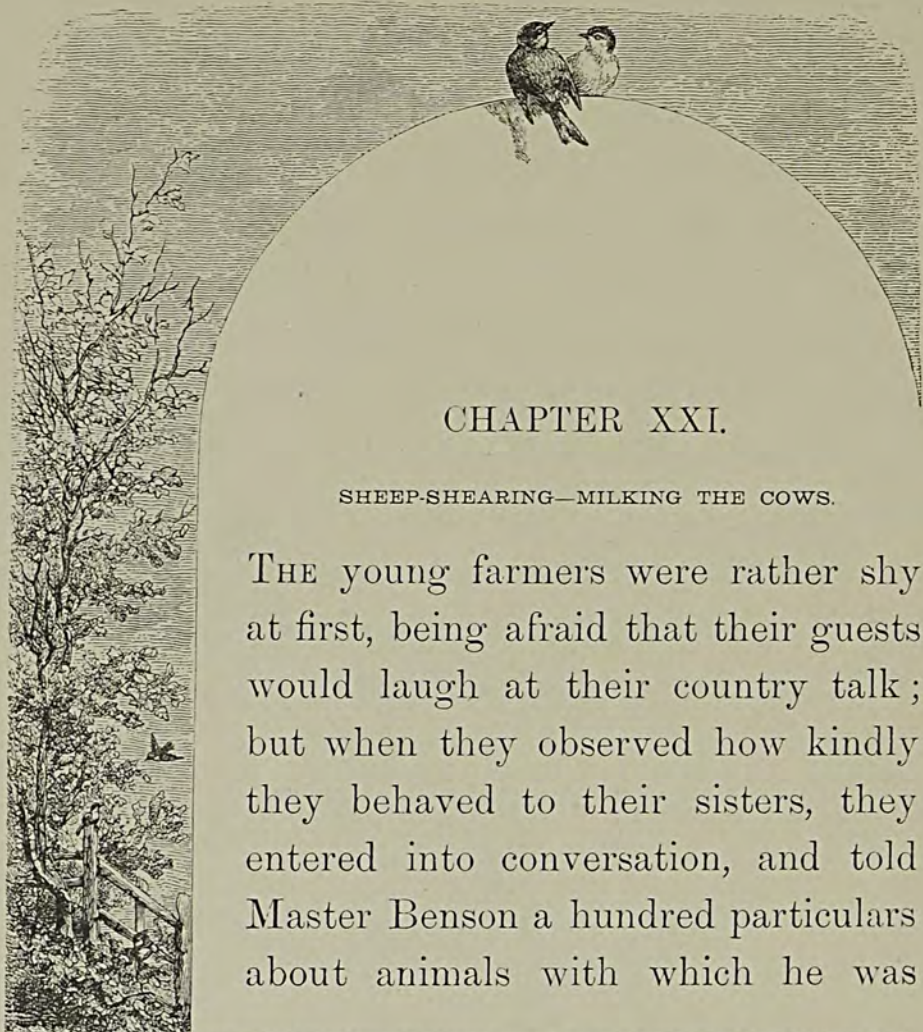 CHAPTER XXI.
SHEEP-SHEARING—MILKING THE COWS.
THE young farmers were rather shy
at first, being afraid that their guests
would laugh at their country talk;
but when they observed how kindly
they behaved to their sisters, they
entered into conversation, and told
Master Benson a hundred particulars
about animals with which he was